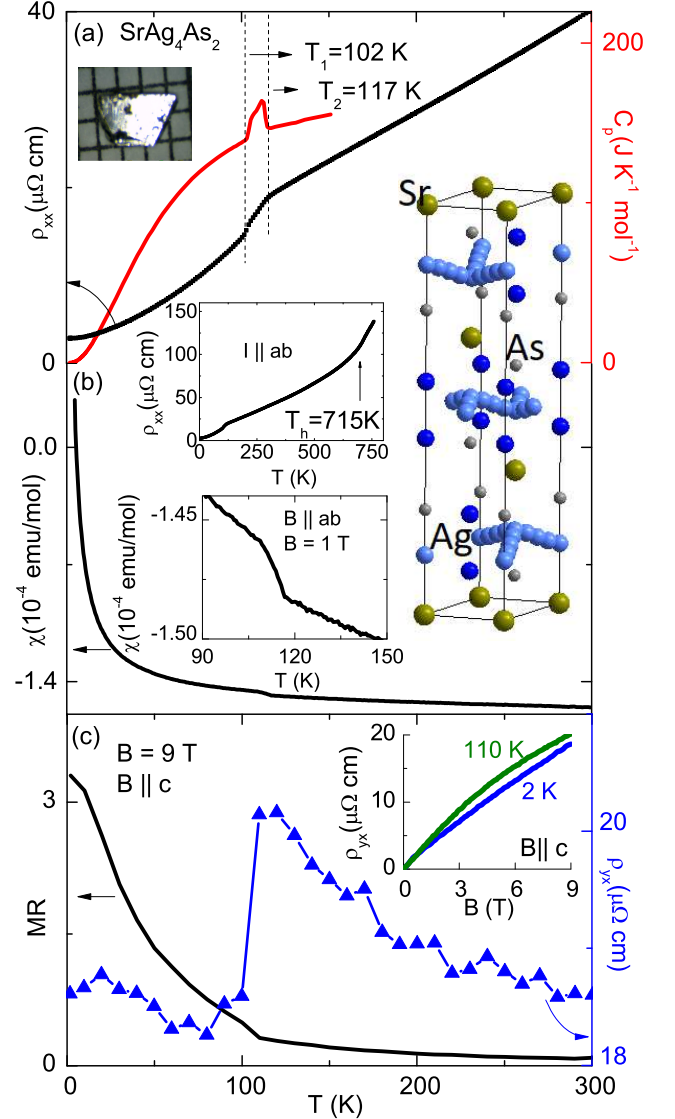 40
(a) SrAg₄As₂
T₁=102 K
T₂=117 K
200
ρₓₓ(μΩ cm)
Cₚ(J K⁻¹ mol⁻¹)
Sr
As
Ag
0
0
150
100
50
0
ρₓₓ(μΩ cm)
I || ab
Tₕ=715K
0 250 500 750
T (K)
(b)
0.0
-1.4
χ(10⁻⁴ emu/mol)
-1.45
-1.50
χ(10⁻⁴ emu/mol)
B || ab
B = 1 T
90 120 150
T (K)
(c) B = 9 T
B || c
3
0
MR
20
10
0
ρyx(μΩ cm)
110 K
2 K
B|| c
0 3 6 9
B (T)
20
18
ρyx(μΩ cm)
0 100 200 300
T (K)